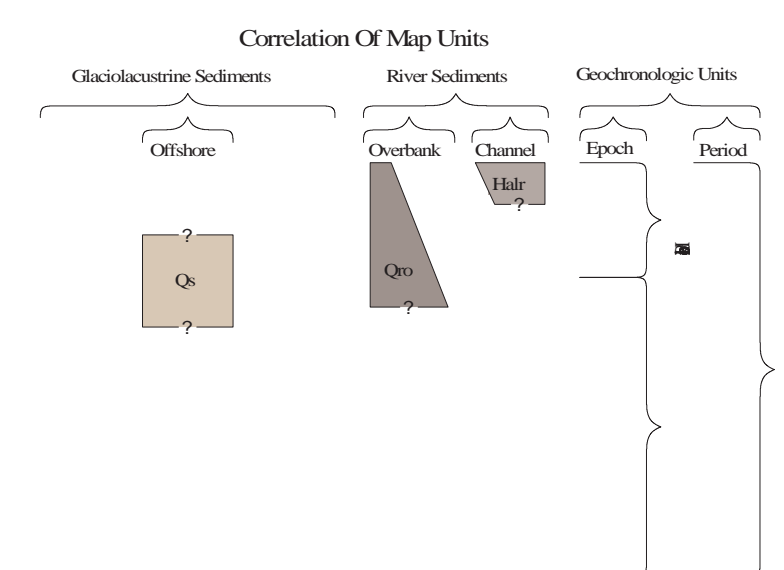 Correlation Of Map Units
Glaciolacustrine Sediments River Sediments Geochronologic Units
Offshore Overbank Channel Epoch Period
Halr
?
?
Qs
Qro
?
?